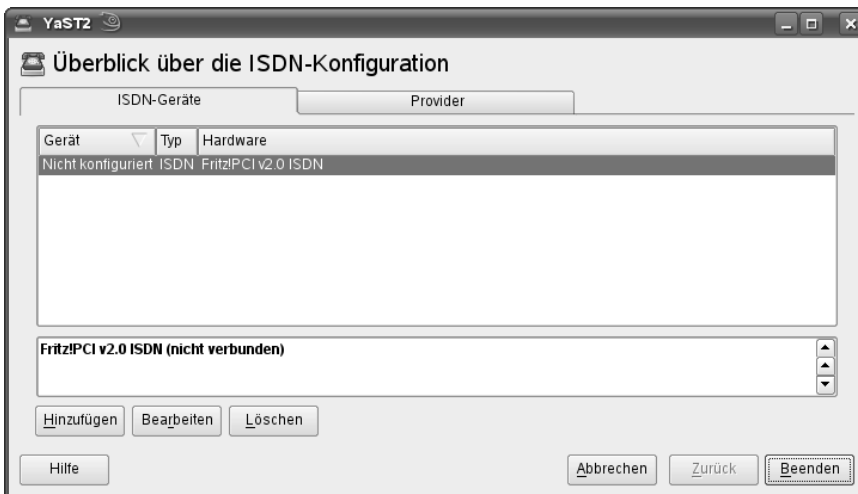 YaST2
Überblick über die ISDN-Konfiguration
ISDN-Geräte Provider
Gerät Typ Hardware
Nicht konfiguriert ISDN Fritz!PCI v2.0 ISDN
Fritz!PCI v2.0 ISDN (nicht verbunden)
Hinzufügen Bearbeiten Löschen
Hilfe Abbrechen Zurück Beenden